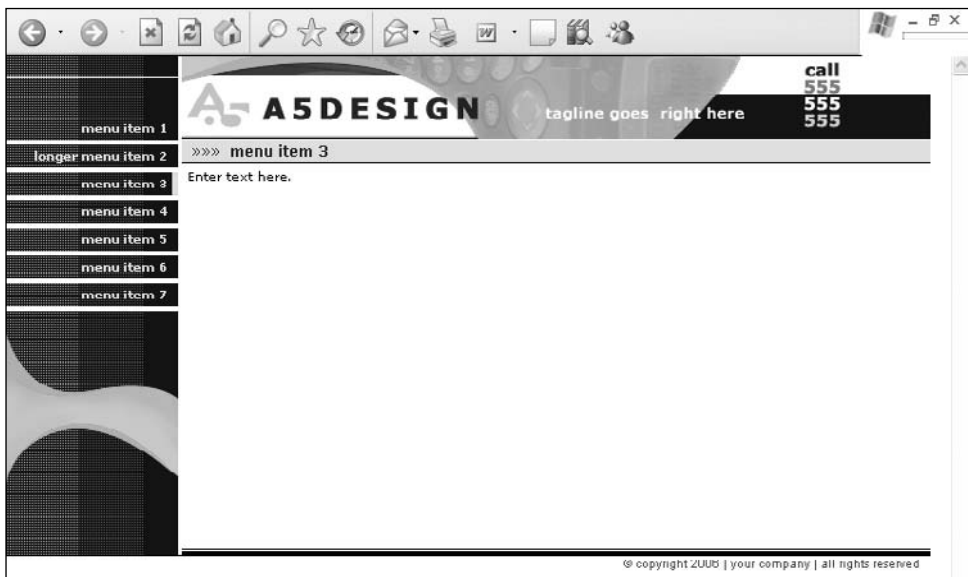 call
555
555
555
A5DESIGN
tagline goes right here
menu item 1
longer menu item 2
menu item 3
menu item 4
menu item 5
menu item 6
menu item 7
»»» menu item 3
Enter text here.
© copyright 2006 | your company | all rights reserved